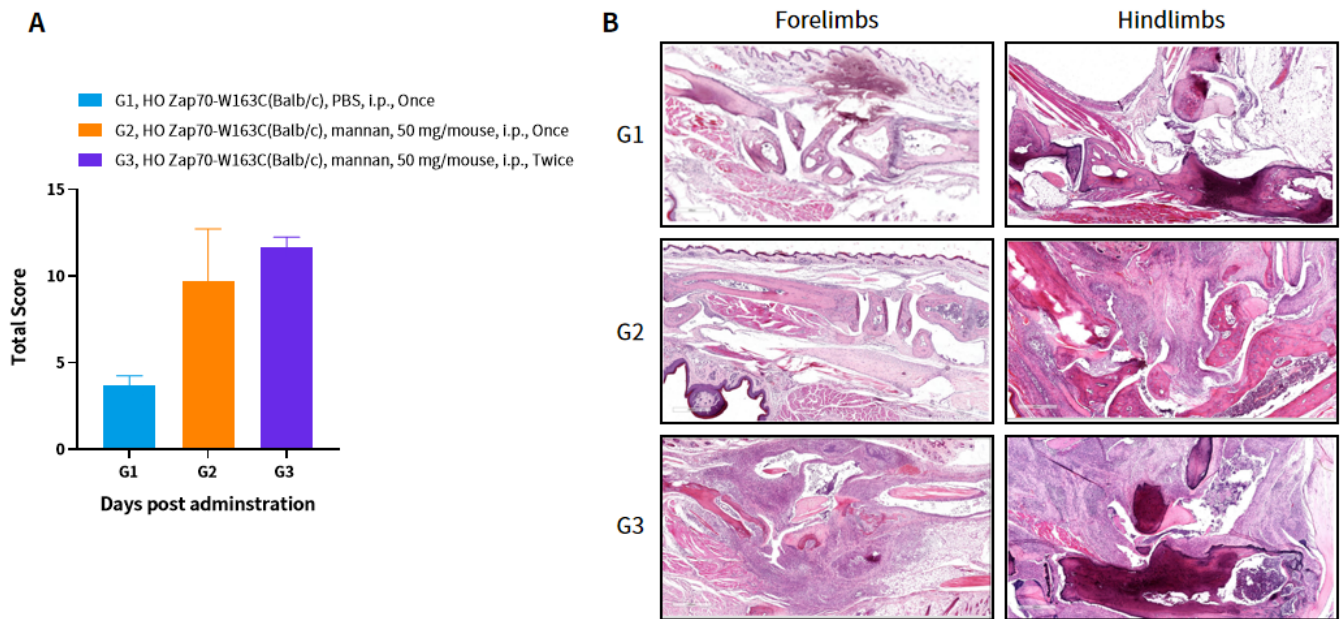 A
G1, HO Zap70-W163C(Balb/c), PBS, i.p., Once
G2, HO Zap70-W163C(Balb/c), mannan, 50 mg/mouse, i.p., Once
G3, HO Zap70-W163C(Balb/c), mannan, 50 mg/mouse, i.p., Twice
Total Score
15
10
5
0
G1 G2 G3
Days post adminstration
B
Forelimbs Hindlimbs
G1
G2
G3